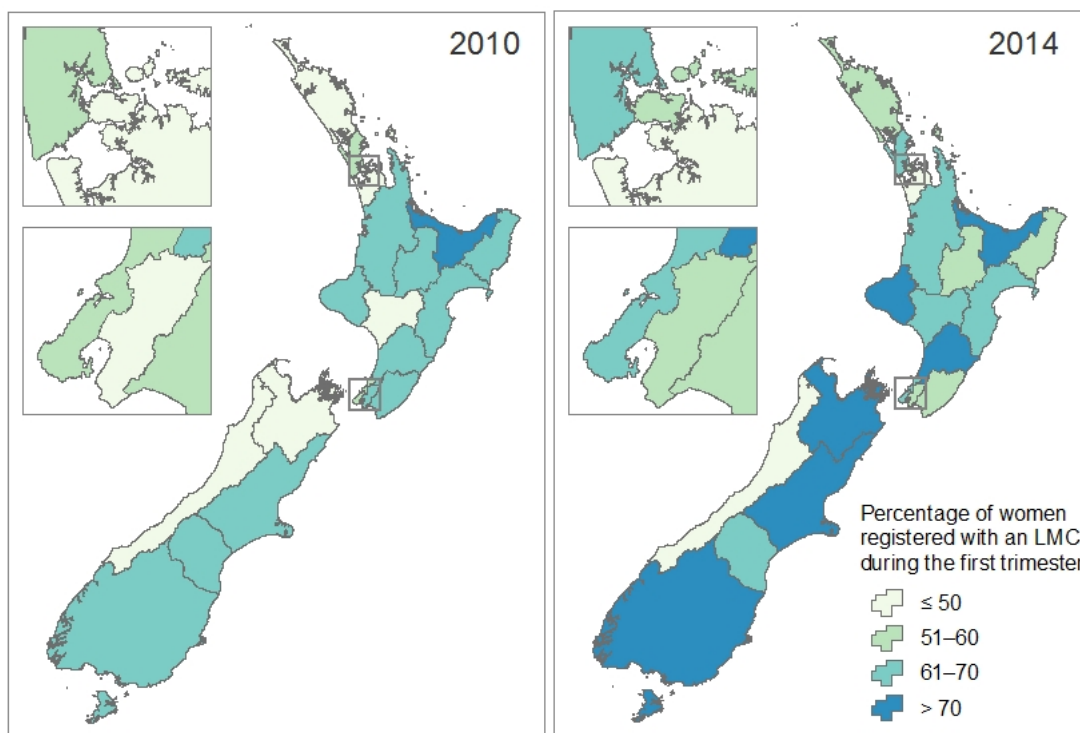 2010
2014
Percentage of women
registered with an LMC
during the first trimester
≤ 50
51–60
61–70
> 70